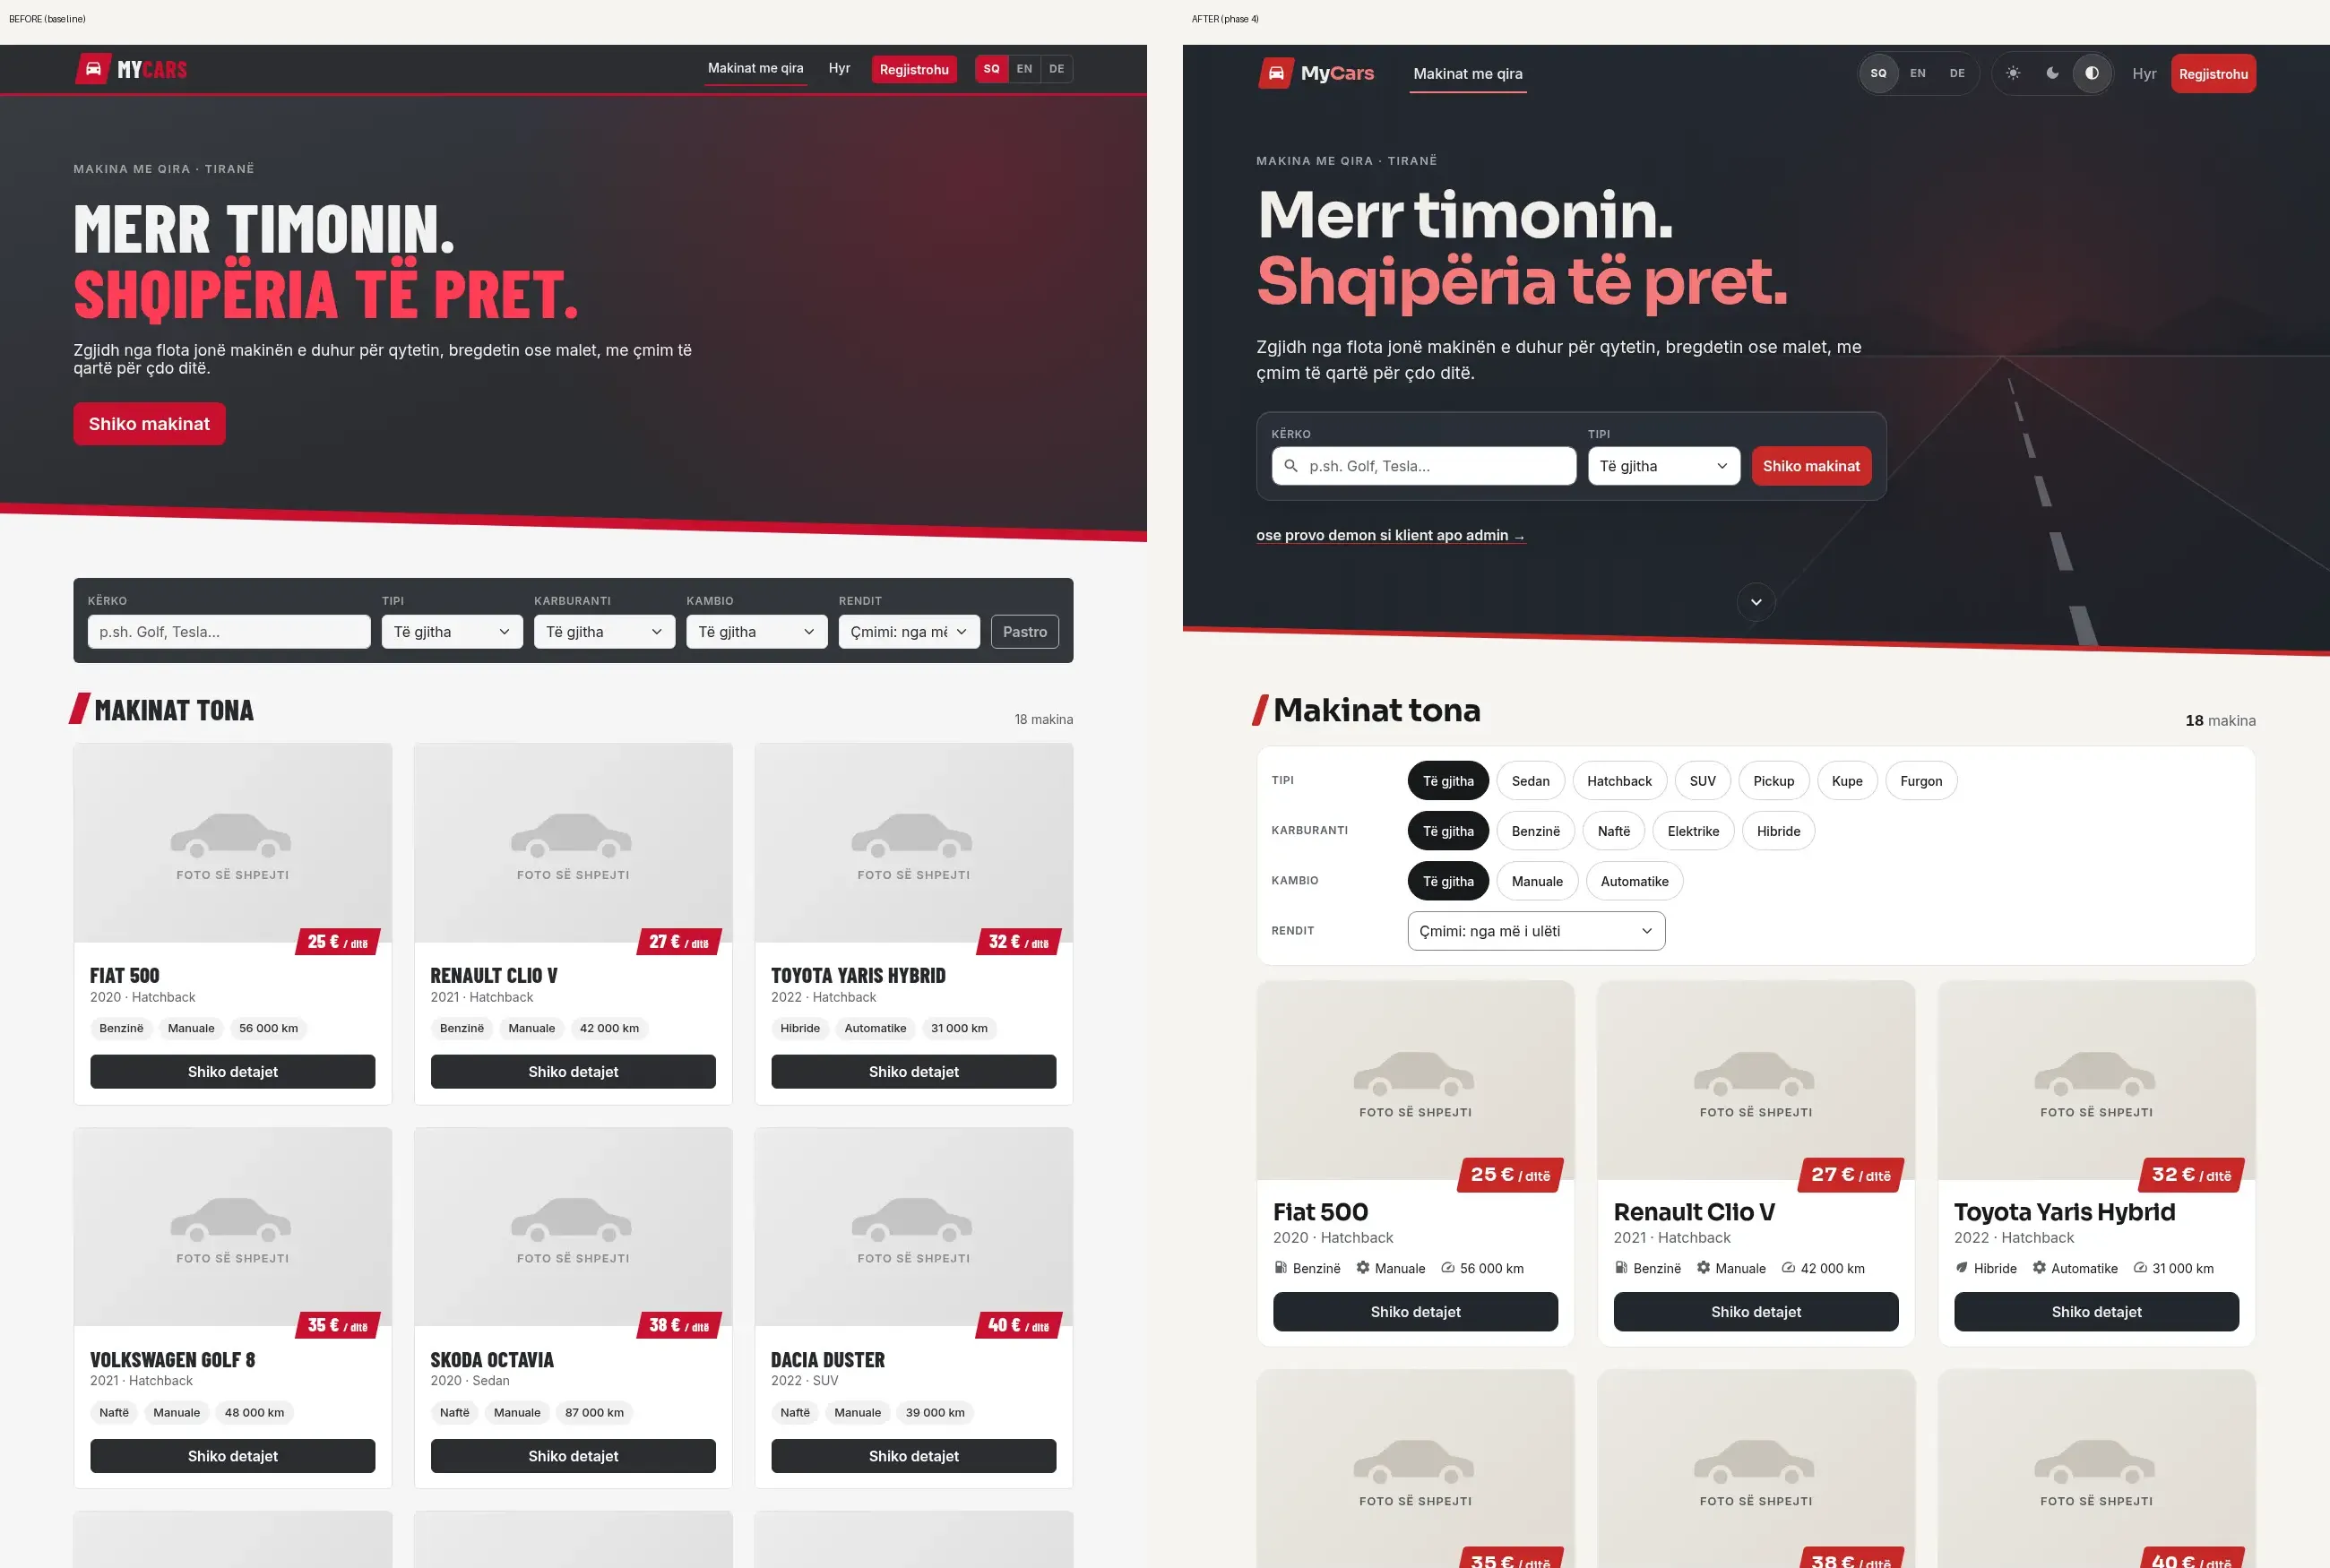 BEFORE (baseline)
MYCARS
Makinat me qira
Hyr
Regjistrohu
SQ
EN
DE
MAKINA ME QIRA · TIRANË
MERR TIMONIN.
SHQIPËRIA TË PRET.
Zgjidh nga flota jonë makinën e duhur për qytetin, bregdetin ose malet, me çmim të
qartë për çdo ditë.
Shiko makinat
KËRKO
TIPI
KARBURANTI
KAMBIO
RENDIT
p.sh. Golf, Tesla...
Të gjitha
Të gjitha
Të gjitha
Çmimi: nga më
Pastro
MAKINAT TONA
18 makina
FOTO SË SHPEJTI
FOTO SË SHPEJTI
FOTO SË SHPEJTI
25 € / ditë
27 € / ditë
32 € / ditë
FIAT 500
RENAULT CLIO V
TOYOTA YARIS HYBRID
2020 · Hatchback
2021 · Hatchback
2022 · Hatchback
Benzinë
Manuale
56 000 km
Benzinë
Manuale
42 000 km
Hibride
Automatike
31 000 km
Shiko detajet
Shiko detajet
Shiko detajet
FOTO SË SHPEJTI
FOTO SË SHPEJTI
FOTO SË SHPEJTI
35 € / ditë
38 € / ditë
40 € / ditë
VOLKSWAGEN GOLF 8
SKODA OCTAVIA
DACIA DUSTER
2021 · Hatchback
2020 · Sedan
2022 · SUV
Naftë
Manuale
48 000 km
Naftë
Manuale
87 000 km
Naftë
Manuale
39 000 km
Shiko detajet
Shiko detajet
Shiko detajet
AFTER (phase 4)
MyCars
Makinat me qira
SQ
EN
DE
Hyr
Regjistrohu
MAKINA ME QIRA · TIRANË
Merr timonin.
Shqipëria të pret.
Zgjidh nga flota jonë makinën e duhur për qytetin, bregdetin ose malet, me
çmim të qartë për çdo ditë.
KËRKO
TIPI
p.sh. Golf, Tesla...
Të gjitha
Shiko makinat
ose provo demon si klient apo admin →
Makinat tona
18 makina
TIPI
Të gjitha
Sedan
Hatchback
SUV
Pickup
Kupe
Furgon
KARBURANTI
Të gjitha
Benzinë
Naftë
Elektrike
Hibride
KAMBIO
Të gjitha
Manuale
Automatike
RENDIT
Çmimi: nga më i ulëti
FOTO SË SHPEJTI
FOTO SË SHPEJTI
FOTO SË SHPEJTI
25 € / ditë
27 € / ditë
32 € / ditë
Fiat 500
Renault Clio V
Toyota Yaris Hybrid
2020 · Hatchback
2021 · Hatchback
2022 · Hatchback
Benzinë
Manuale
56 000 km
Benzinë
Manuale
42 000 km
Hibride
Automatike
31 000 km
Shiko detajet
Shiko detajet
Shiko detajet
FOTO SË SHPEJTI
FOTO SË SHPEJTI
FOTO SË SHPEJTI
35 € / ditë
38 € / ditë
40 € / ditë